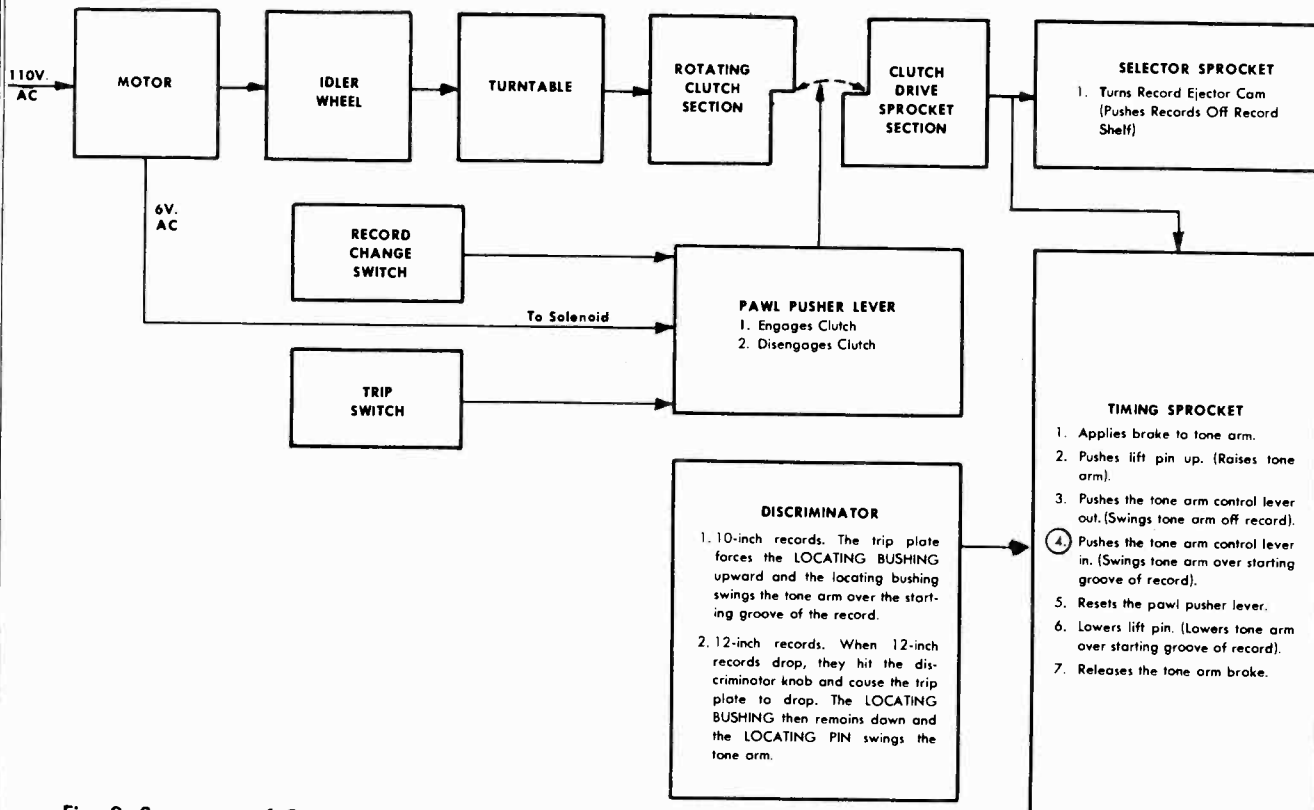 110V.
AC
MOTOR
IDLER
WHEEL
TURNTABLE
ROTATING
CLUTCH
SECTION
CLUTCH
DRIVE
SPROCKET
SECTION
SELECTOR SPROCKET
1. Turns Record Ejector Cam
(Pushes Records Off Record
Shelf)
6V.
AC
RECORD
CHANGE
SWITCH
To Solenoid
TRIP
SWITCH
PAWL PUSHER LEVER
1. Engages Clutch
2. Disengages Clutch
DISCRIMINATOR
1. 10-inch records. The trip plate
forces the LOCATING BUSHING
upward and the locating bushing
swings the tone arm over the start-
ing groove of the record.
2. 12-inch records. When 12-inch
records drop, they hit the dis-
criminator knob and cause the trip
plate to drop. The LOCATING
BUSHING then remains down and
the LOCATING PIN swings the
tone arm.
TIMING SPROCKET
1. Applies brake to tone arm.
2. Pushes lift pin up. (Raises tone
arm).
3. Pushes the tone arm control lever
out. (Swings tone arm off record).
4. Pushes the tone arm control lever
in. (Swings tone arm over starting
groove of record).
5. Resets the pawl pusher lever.
6. Lowers lift pin. (Lowers tone arm
over starting groove of record).
7. Releases the tone arm brake.